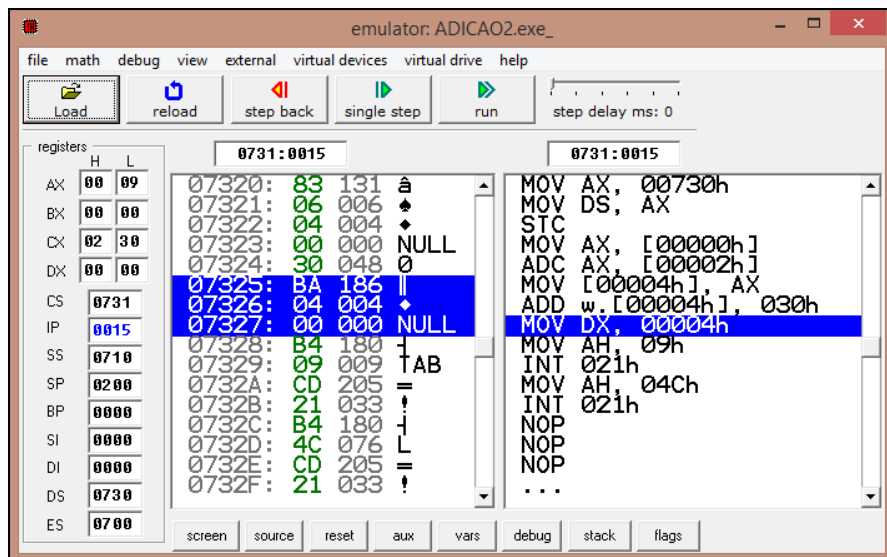 emulator: ADICAO2.exe_
file math debug view external virtual devices virtual drive help
Load reload step back single step run step delay ms: 0
registers
H L
AX 00 09
BX 00 00
CX 02 30
DX 00 00
CS 0731
IP 0015
SS 0710
SP 0200
BP 0000
SI 0000
DI 0000
DS 0730
ES 0700
0731:0015
07320: 83 131 â
07321: 06 006 ♠
07322: 04 004 ♦
07323: 00 000 NULL
07324: 30 048 0
07325: BA 186 ║
07326: 04 004 ♦
07327: 00 000 NULL
07328: B4 180 ┤
07329: 09 009 TAB
0732A: CD 205 =
0732B: 21 033 !
0732C: B4 180 ┤
0732D: 4C 076 L
0732E: CD 205 =
0732F: 21 033 !
0731:0015
MOV AX, 00730h
MOV DS, AX
STC
MOV AX, [00000h]
ADC AX, [00002h]
MOV [00004h], AX
ADD w.[00004h], 030h
MOV DX, 00004h
MOV AH, 09h
INT 021h
MOV AH, 04Ch
INT 021h
NOP
NOP
NOP
...
screen source reset aux vars debug stack flags